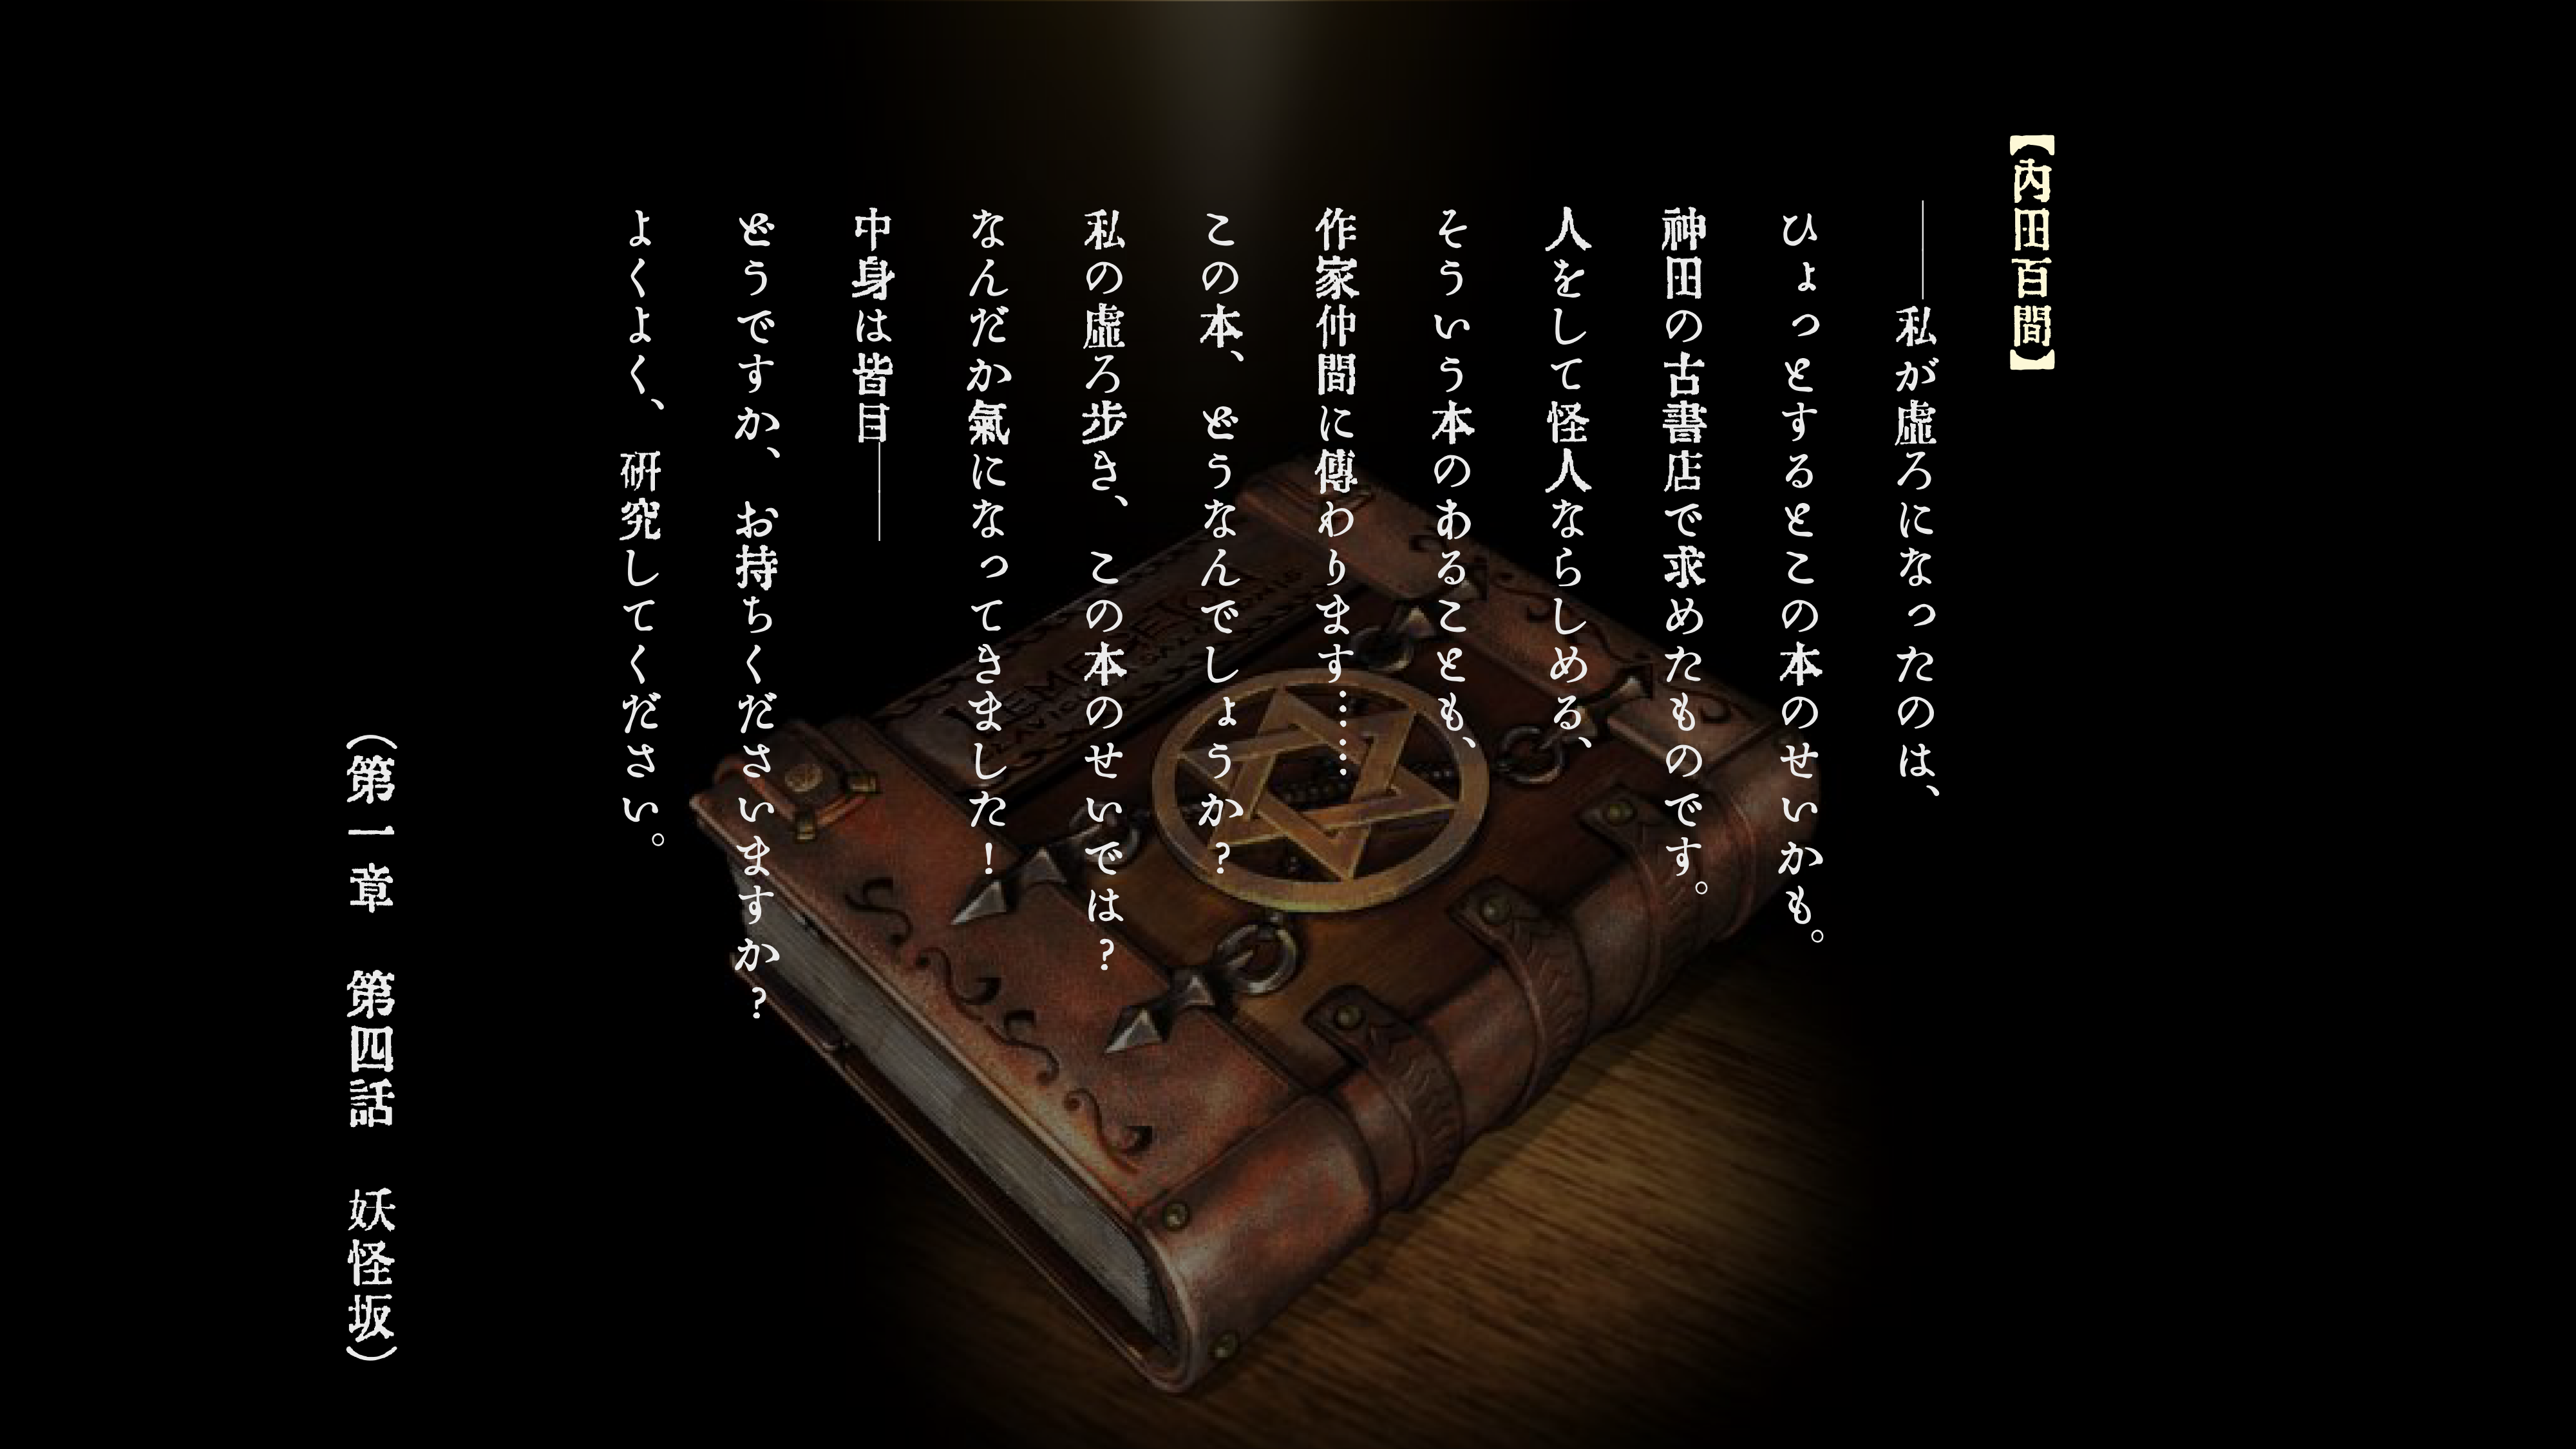 【內田百間】
――私が虛ろになったのは、
ひょっとするとこの本のせいかも。
神田の古書店で求めたものです。
人をして怪人ならしめる、
そういう本のあることも、
作家仲間に傳わります……
この本、どうなんでしょうか？
私の虛ろ步き、この本のせいでは？
なんだか氣になってきました！
中身は皆目――
どうですか、お持ちくださいますか？
よくよく、研究してください。
（第一章　第四話　妖怪坂）